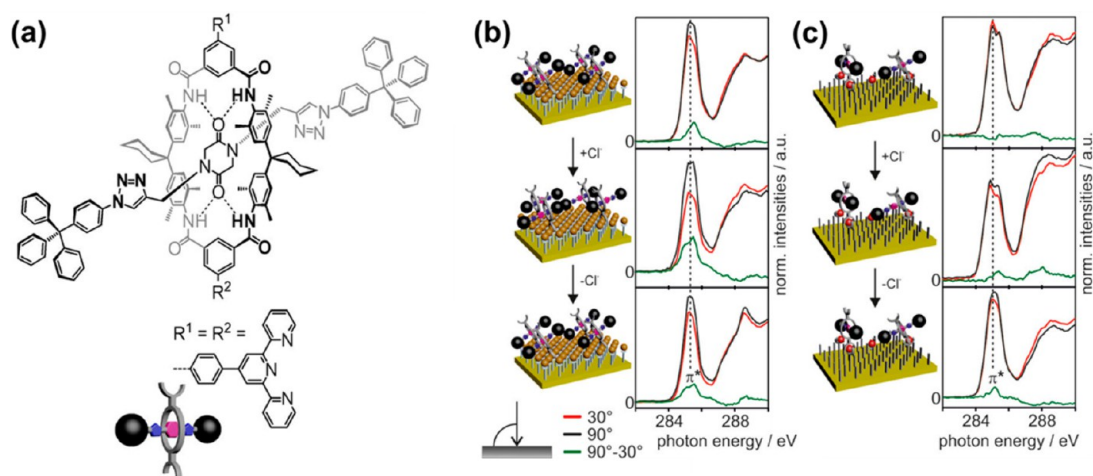 (a)
R¹
O
O
NH
HN
O
N
N
O
N=N
N
N
N
N
N
NH
HN
O
O
R²
R¹ = R² =
N
N
N
(b)
+Cl⁻
-Cl⁻
0
0
0
π*
284
288
photon energy / eV
norm. intensities / a.u.
30°
90°
90°-30°
(c)
+Cl⁻
-Cl⁻
0
0
0
π*
284
288
photon energy / eV
norm. intensities / a.u.